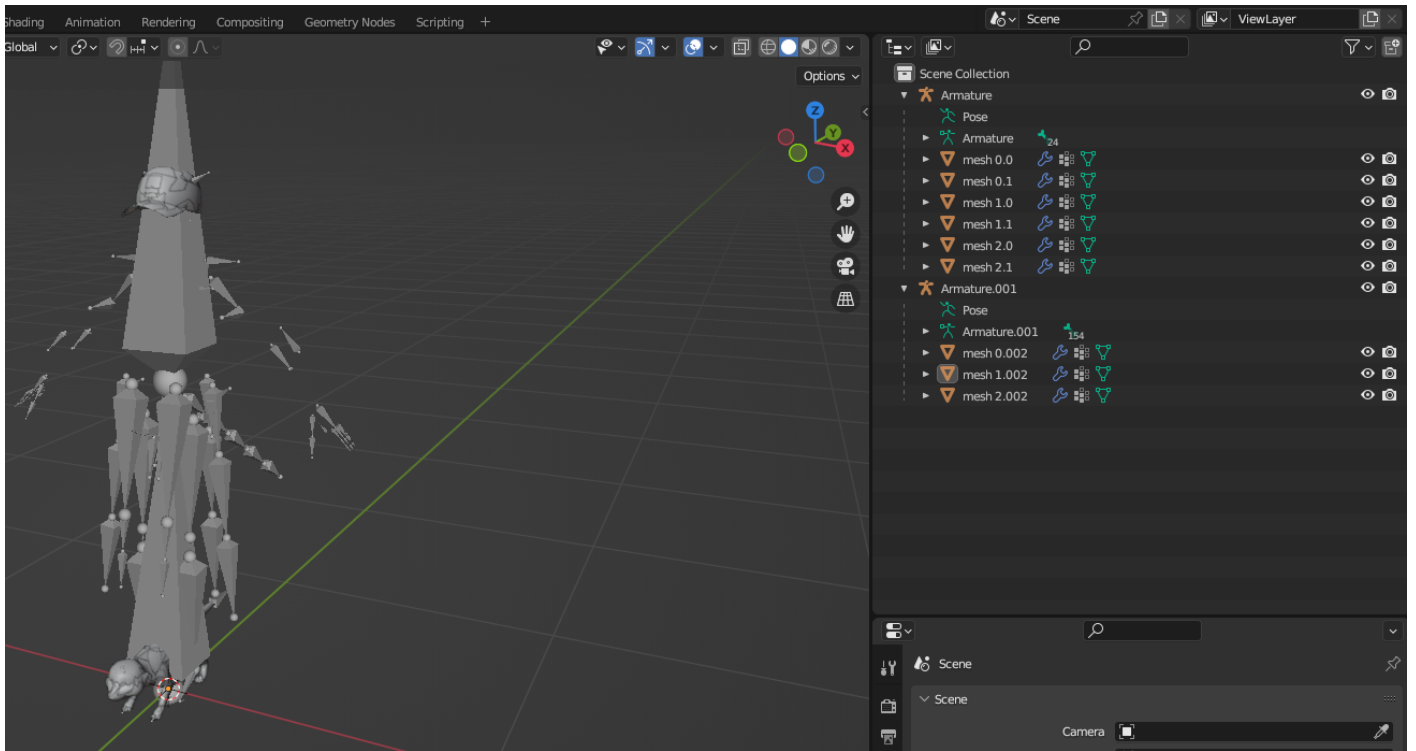 Shading Animation Rendering Compositing Geometry Nodes Scripting + Scene ViewLayer
Global
Options
Z
Y
X
Scene Collection
Armature
Pose
Armature 24
mesh 0.0
mesh 0.1
mesh 1.0
mesh 1.1
mesh 2.0
mesh 2.1
Armature.001
Pose
Armature.001 154
mesh 0.002
mesh 1.002
mesh 2.002
Scene
Scene
Camera